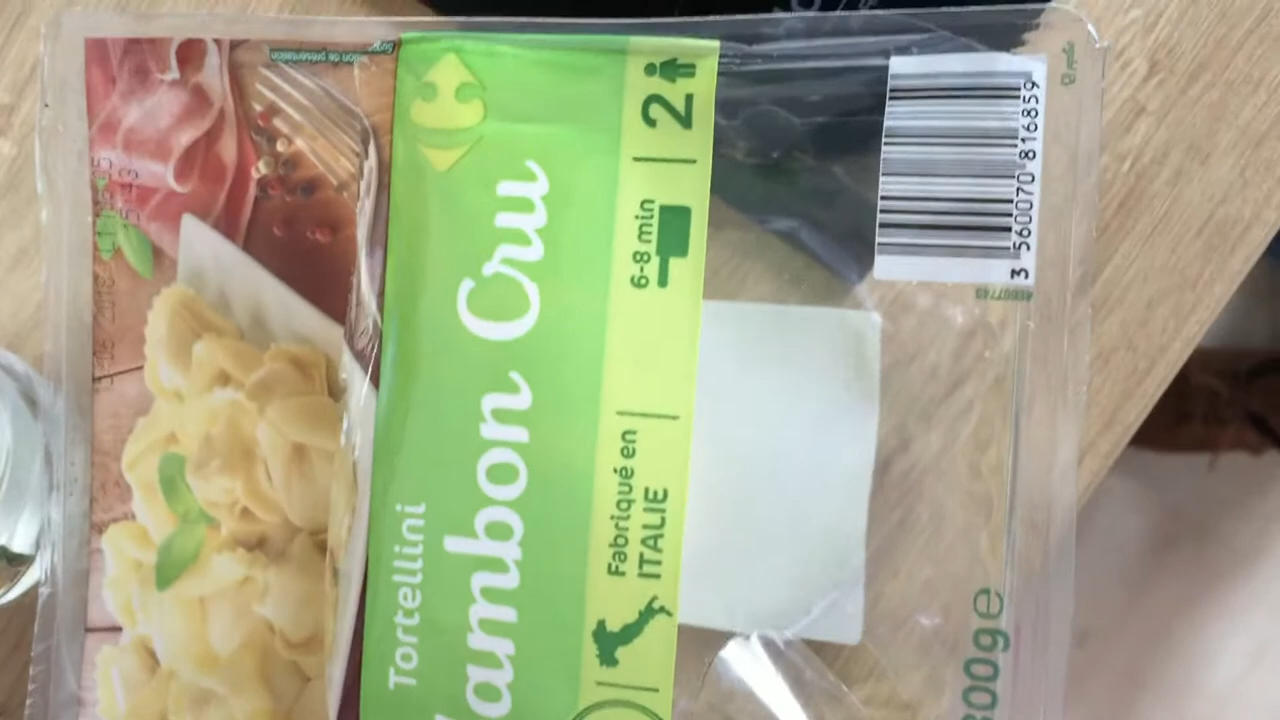 Tortellini
Jambon Cru
Fabriqué en
ITALIE
6-8 min
2
300g e
3 560070 816859